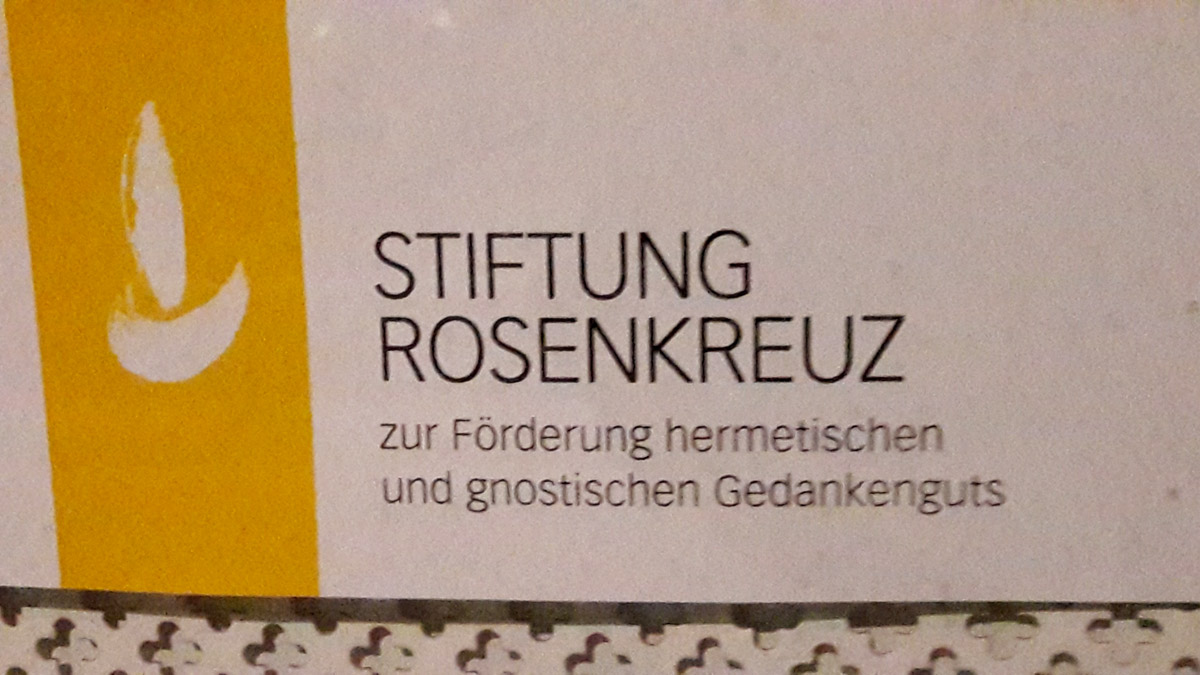 STIFTUNG
ROSENKREUZ
zur Förderung hermetischen
und gnostischen Gedankenguts